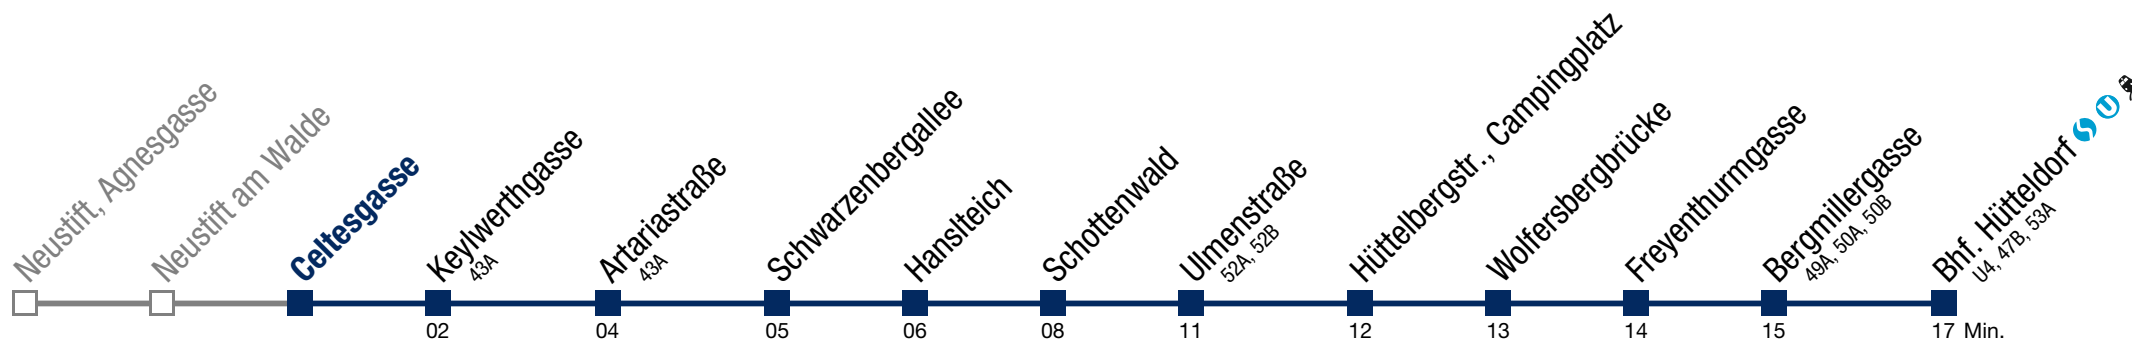 Neustift, Agnesgasse
Neustift am Walde
Celtesgasse
Keylwerthgasse
43A
Artariastraße
43A
Schwarzenbergallee
Hanslteich
Schottenwald
Ulmenstraße
52A, 52B
Hüttelbergstr., Campingplatz
Wolfersbergbrücke
Freyenthurmgasse
Bergmillergasse
49A, 50A, 50B
Bhf. Hütteldorf S U
U4, 47B, 53A
02 04 05 06 08 11 12 13 14 15 17 Min.